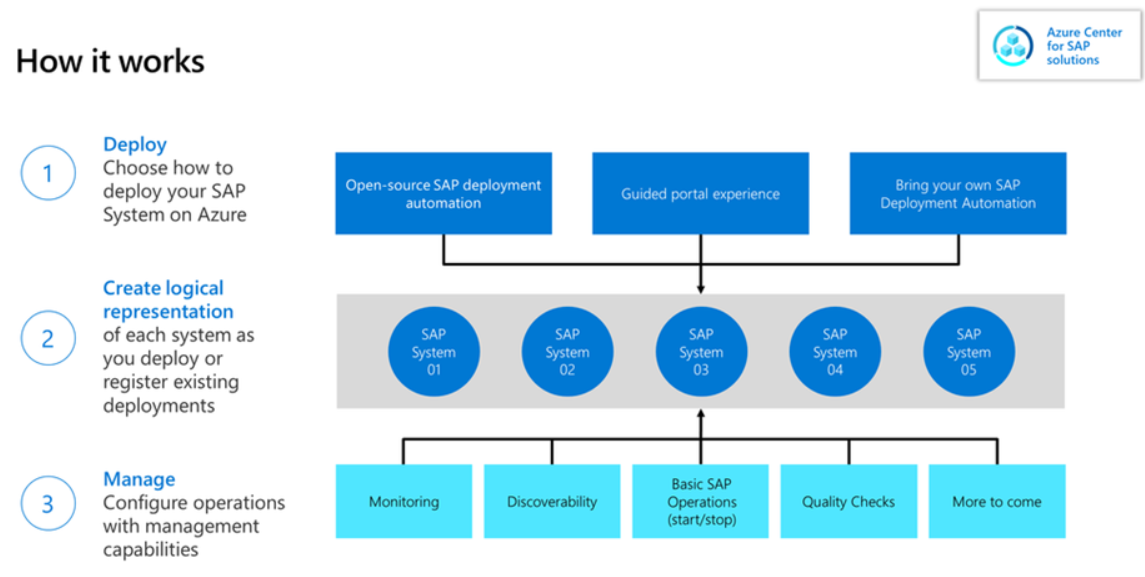 How it works
Azure Center
for SAP
solutions
1
Deploy
Choose how to
deploy your SAP
System on Azure
Open-source SAP deployment
automation
Guided portal experience
Bring your own SAP
Deployment Automation
2
Create logical
representation
of each system as
you deploy or
register existing
deployments
SAP
System
01
SAP
System
02
SAP
System
03
SAP
System
04
SAP
System
05
3
Manage
Configure operations
with management
capabilities
Monitoring
Discoverability
Basic SAP
Operations
(start/stop)
Quality Checks
More to come